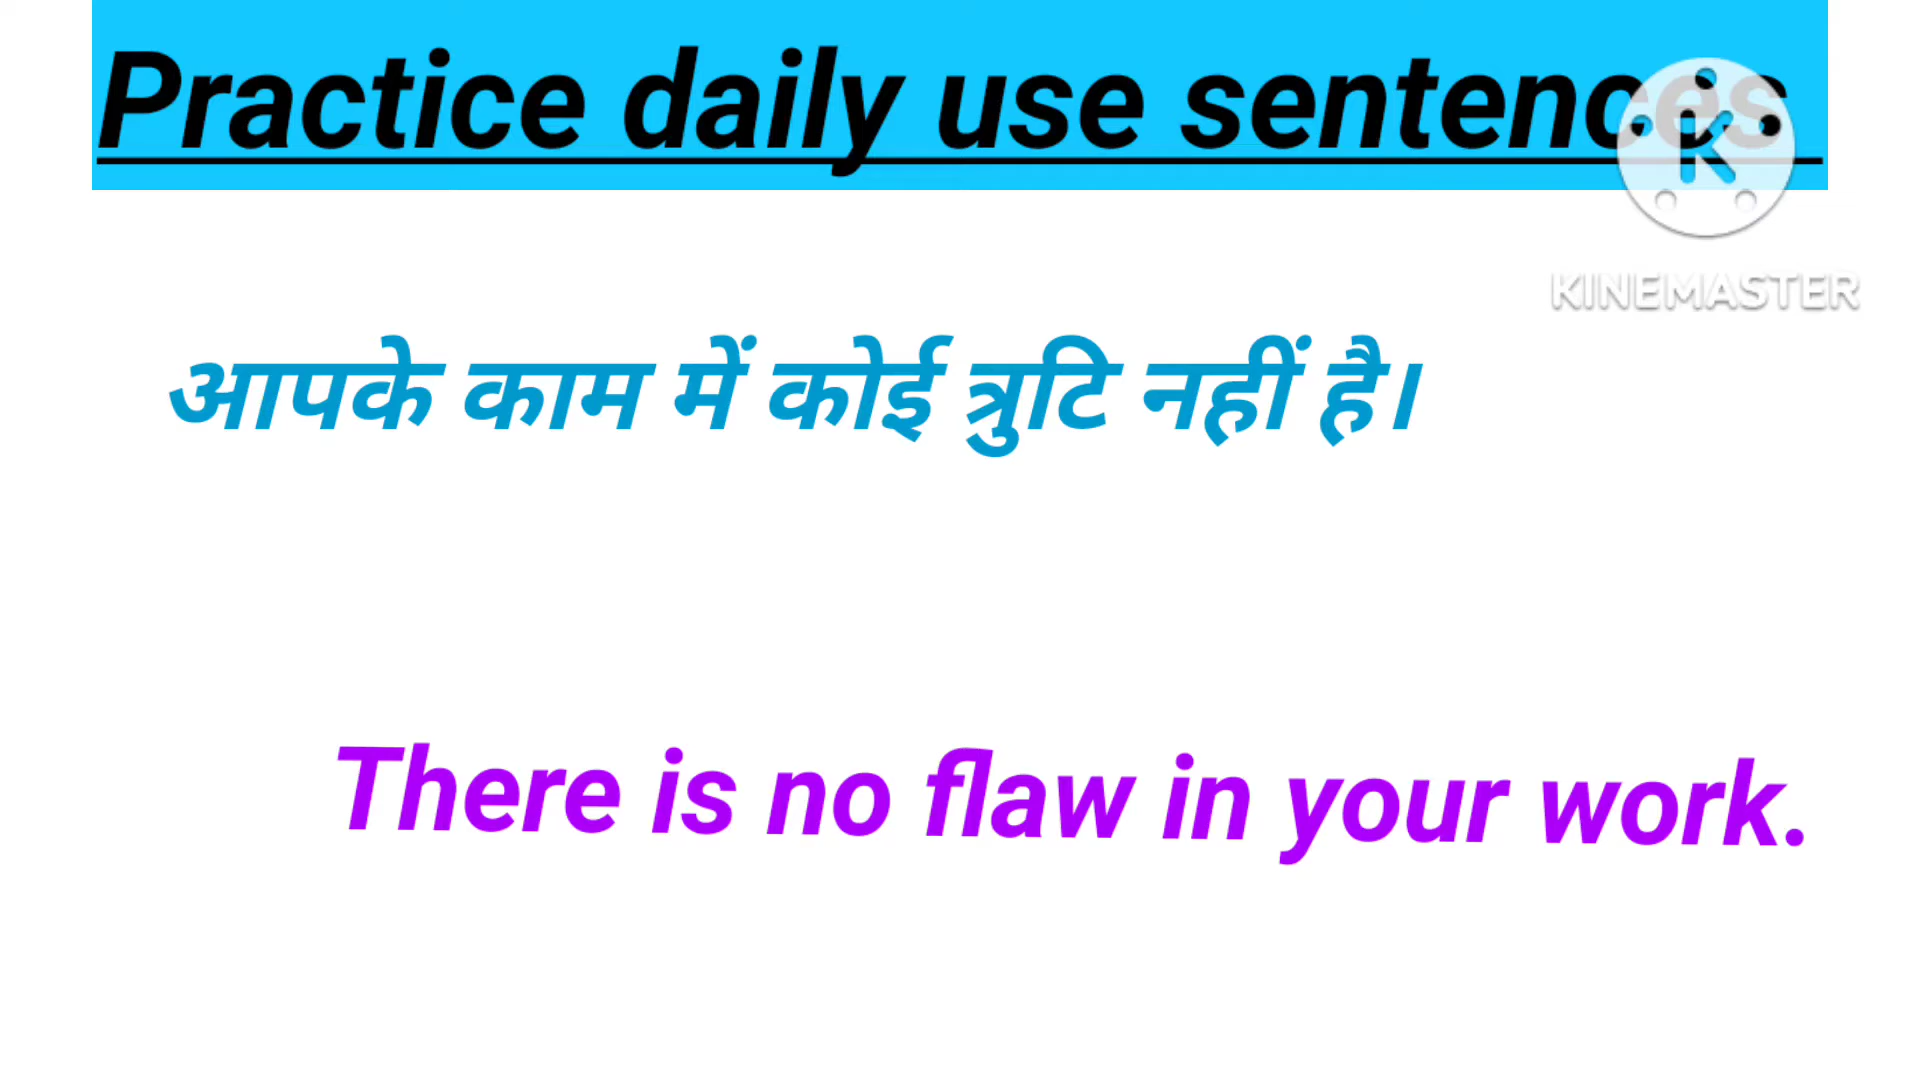 Practice daily use sentences
KINEMASTER
आपके काम में कोई त्रुटि नहीं है।
There is no flaw in your work.